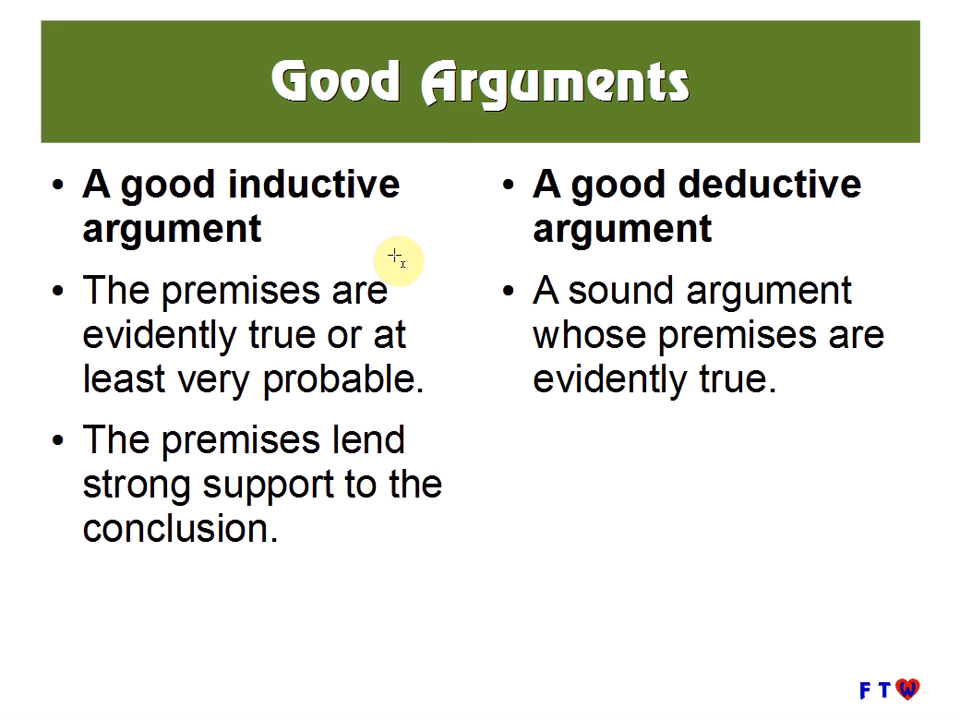 Good Arguments
• A good inductive
argument
• The premises are
evidently true or at
least very probable.
• The premises lend
strong support to the
conclusion.
• A good deductive
argument
• A sound argument
whose premises are
evidently true.
F T W